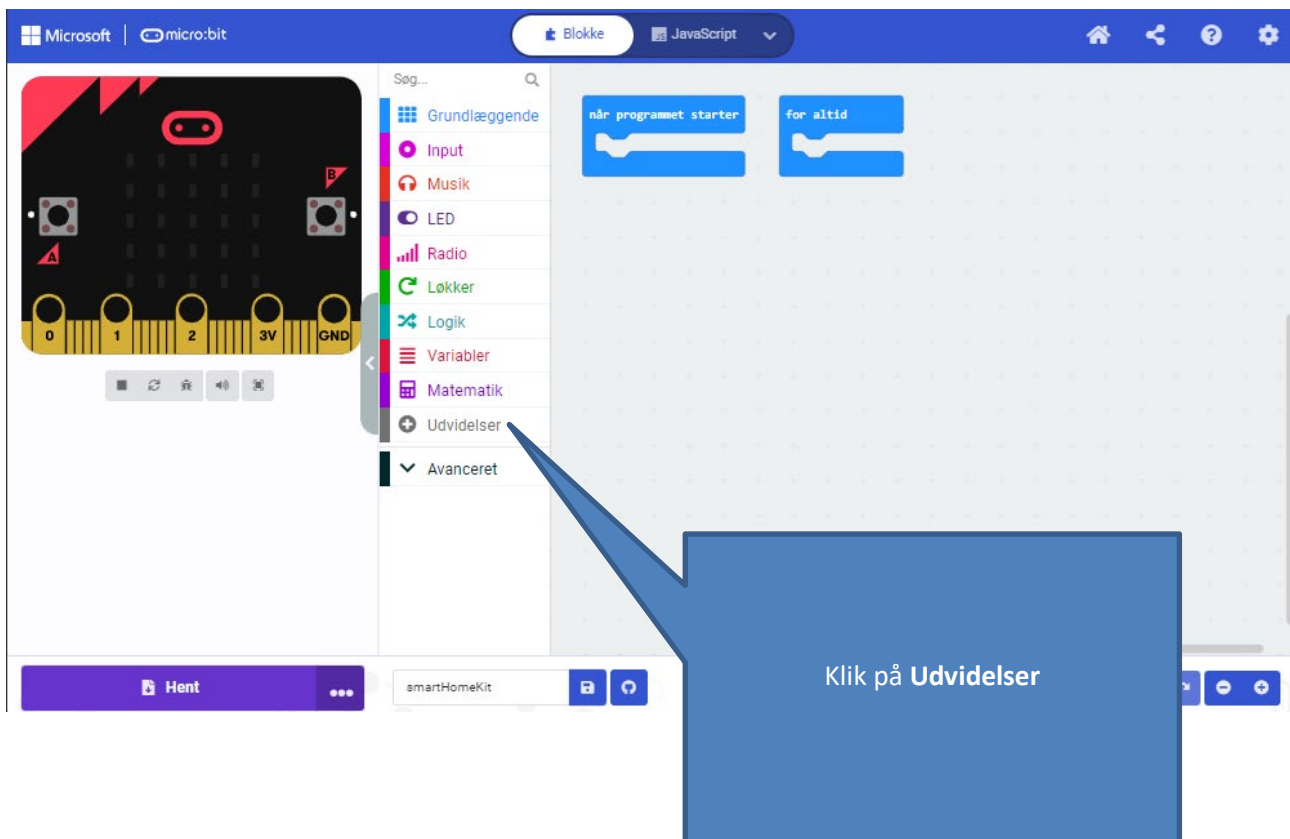 Microsoft micro:bit Blokke JavaScript
Søg...
Grundlæggende
Input
Musik
LED
Radio
Løkker
Logik
Variabler
Matematik
Udvidelser
Avanceret
B
A
0 1 2 3V GND
når programmet starter
for altid
Klik på Udvidelser
Hent
smartHomeKit